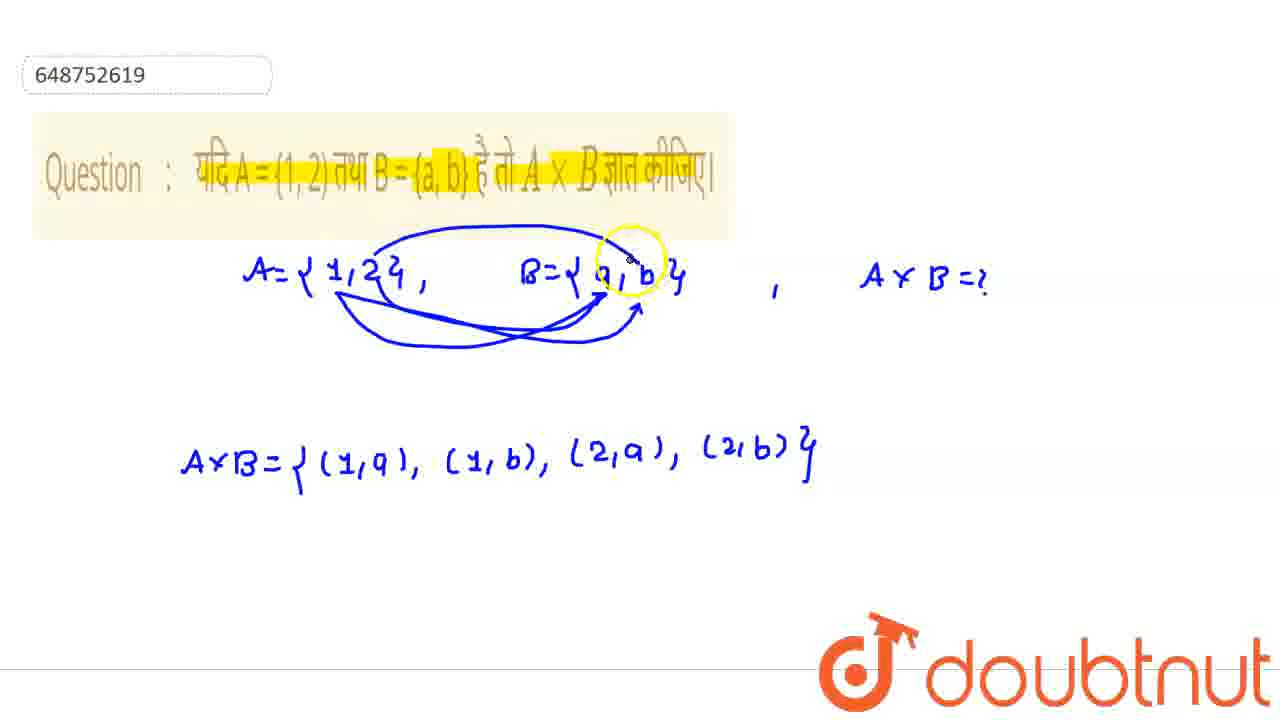 648752619
Question : यदि A = (1, 2) तथा B = {a, b} है तो A × B ज्ञात कीजिए।
A = {1, 2}, B = {a, b} , A × B = ?
A × B = {(1, a), (1, b), (2, a), (2, b)}
doubtnut